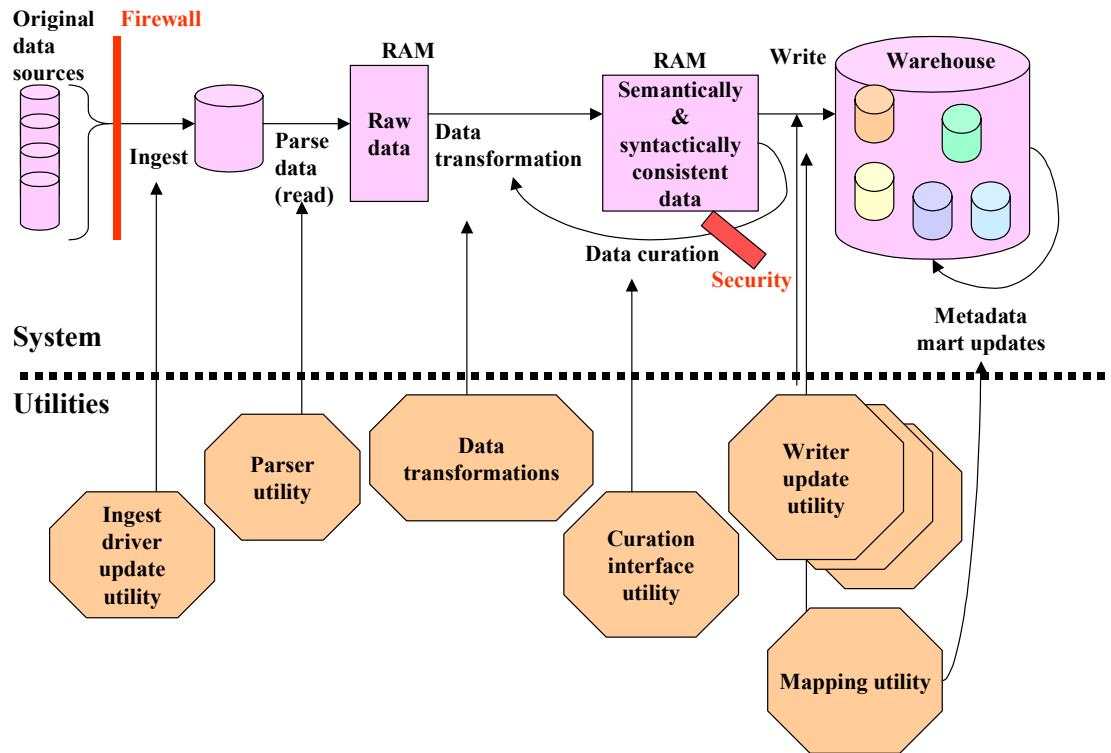 Original
data
sources
Firewall
Ingest
Parse
data
(read)
RAM
Raw
data
Data
transformation
RAM
Semantically
&
syntactically
consistent
data
Data curation
Security
Write
Warehouse
Metadada
mart updates
System
Utilities
Ingest
driver
update
utility
Parser
utility
Data
transformations
Curation
interface
utility
Writer
update
utility
Mapping utility